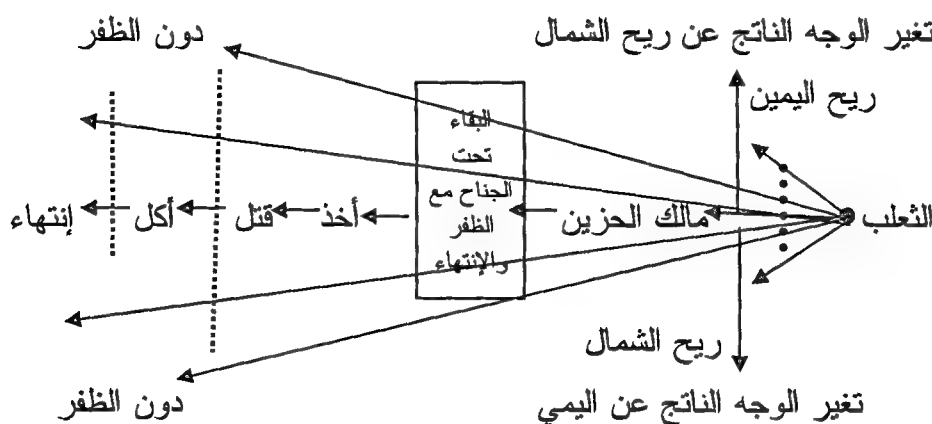 تغير الوجه الناتج عن ريح الشمال
دون الظفر
ريح اليمين
البقاء
تحت
الجناح مع
الظفر
والإنتهاء
الثعلب
مالك الحزين
أخذ
قتل
أكل
إنتهاء
ريح الشمال
تغير الوجه الناتج عن اليمي
دون الظفر